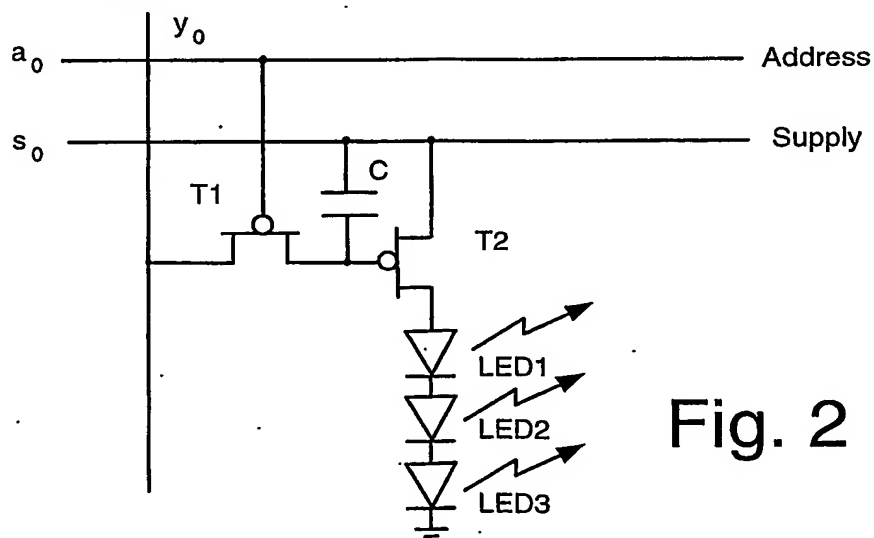 y0
a0 Address
s0 Supply
C
T1
T2
LED1
LED2
LED3
Fig. 2